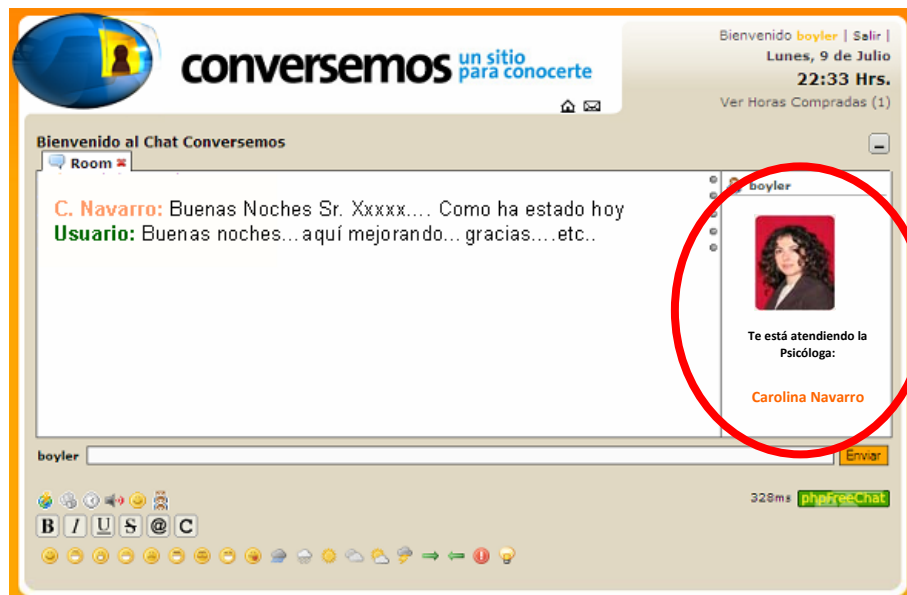 Bienvenido boyler | Salir |
conversemos un sitio
para conocerte
Lunes, 9 de Julio
22:33 Hrs.
Ver Horas Compradas (1)
Bienvenido al Chat Conversemos
Room
boyler
C. Navarro: Buenas Noches Sr. Xxxxx.... Como ha estado hoy
Usuario: Buenas noches... aquí mejorando... gracias....etc..
Te está atendiendo la
Psicóloga:
Carolina Navarro
boyler
Enviar
328ms phpFreeChat
B I U S @ C